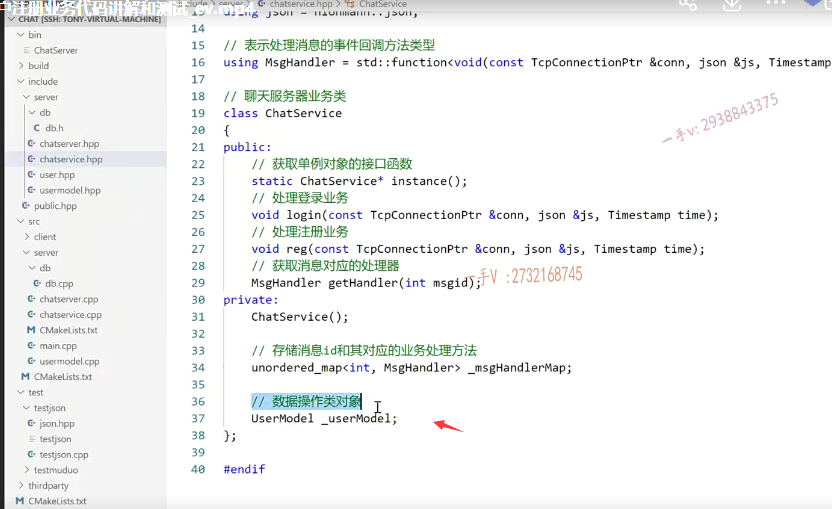 注册业务代码讲解和测试
CHAT [SSH: TONY-VIRTUAL-MACHINE]
bin
ChatServer
build
include
server
db
db.h
chatserver.hpp
chatservice.hpp
user.hpp
usermodel.hpp
public.hpp
src
client
server
db
db.cpp
chatserver.cpp
chatservice.cpp
CMakeLists.txt
main.cpp
usermodel.cpp
CMakeLists.txt
test
testjson
json.hpp
testjson
testjson.cpp
testmuduo
thirdparty
CMakeLists.txt
server > chatservice.hpp > ChatService
13 using json = nlohmann::json;
14
15 // 表示处理消息的事件回调方法类型
16 using MsgHandler = std::function<void(const TcpConnectionPtr &conn, json &js, Timestamp
17
18 // 聊天服务器业务类
19 class ChatService
20 {
21 public:
22 // 获取单例对象的接口函数
23 static ChatService* instance();
24 // 处理登录业务
25 void login(const TcpConnectionPtr &conn, json &js, Timestamp time);
26 // 处理注册业务
27 void reg(const TcpConnectionPtr &conn, json &js, Timestamp time);
28 // 获取消息对应的处理器
29 MsgHandler getHandler(int msgid);
30 private:
31 ChatService();
32
33 // 存储消息id和其对应的业务处理方法
34 unordered_map<int, MsgHandler> _msgHandlerMap;
35
36 // 数据操作类对象
37 UserModel _userModel;
38 };
39
40 #endif
一手v: 2938843375
一手V :2732168745